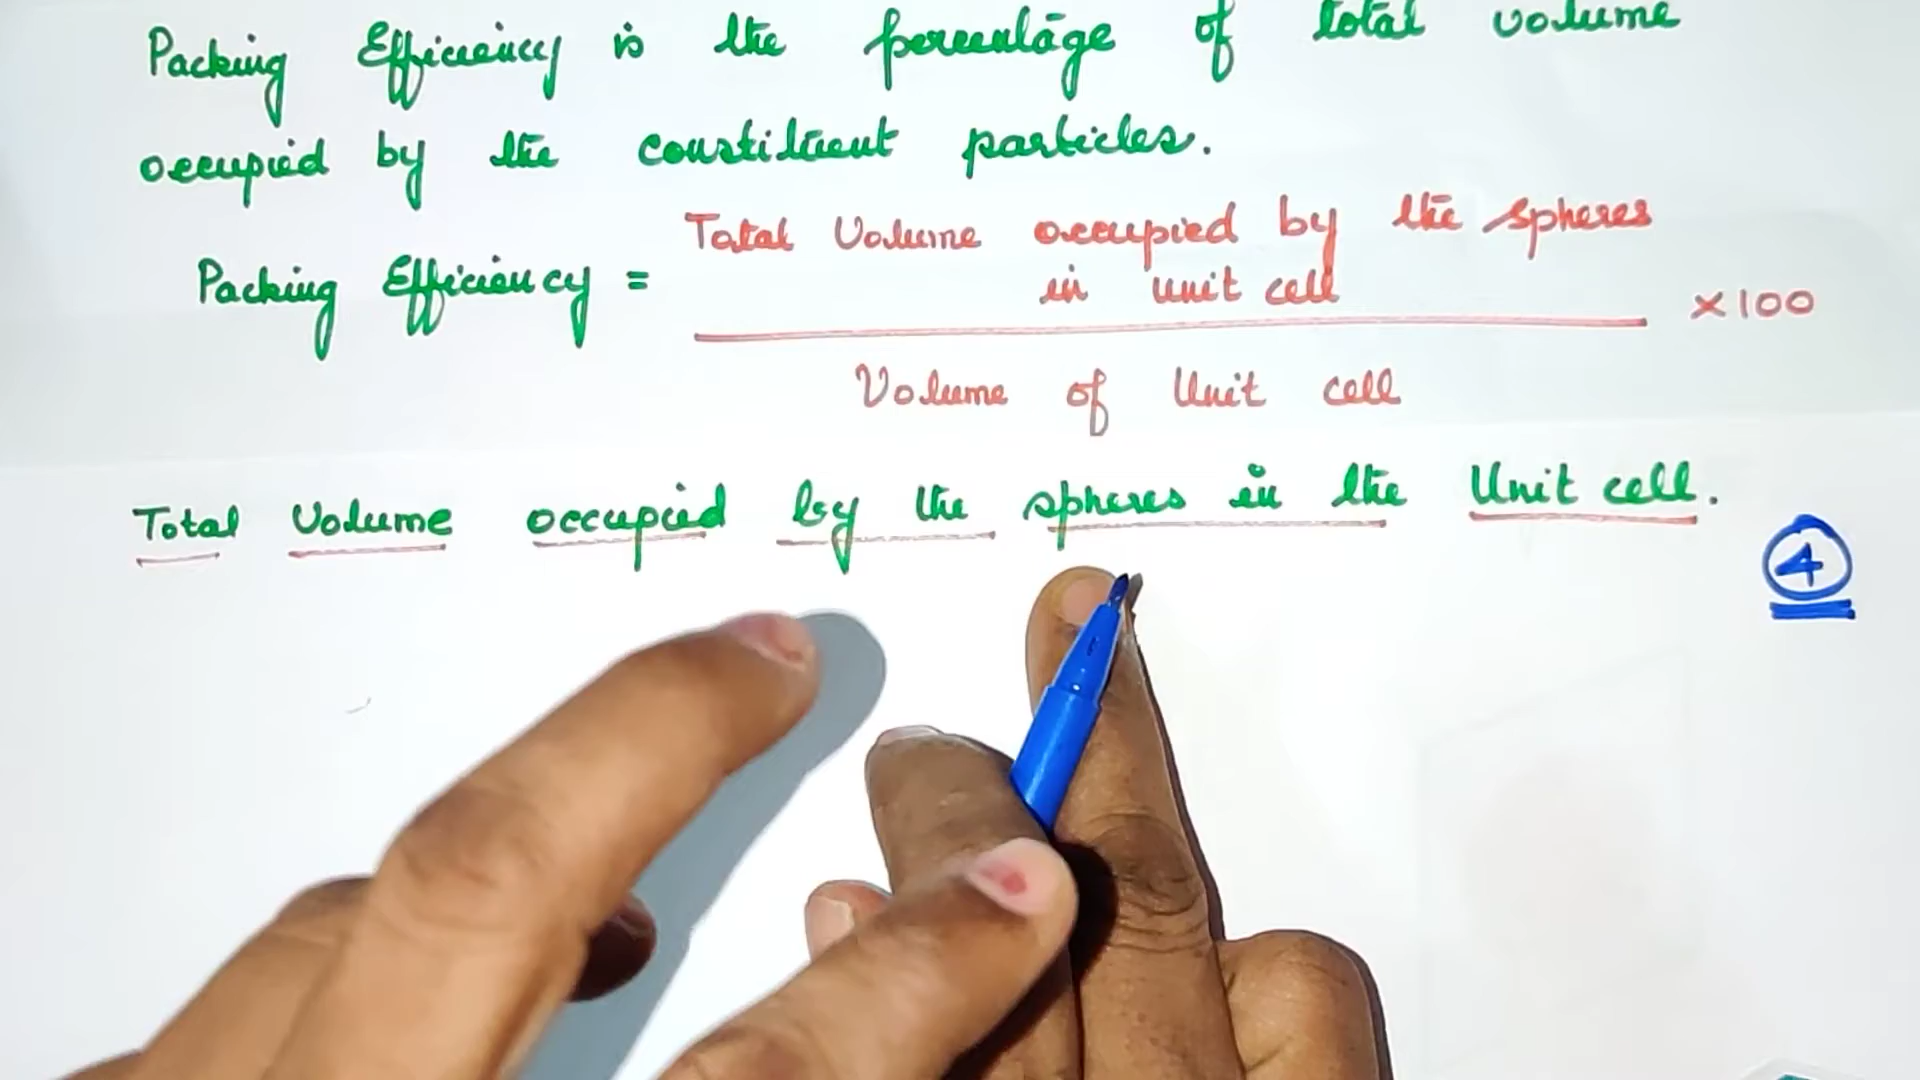 Packing Efficiency is the percentage of total volume
occupied by the constituent particles.
Total Volume occupied by the spheres
in unit cell
Packing Efficiency = ×100
Volume of Unit cell
Total Volume occupied by the spheres in the Unit cell.
4